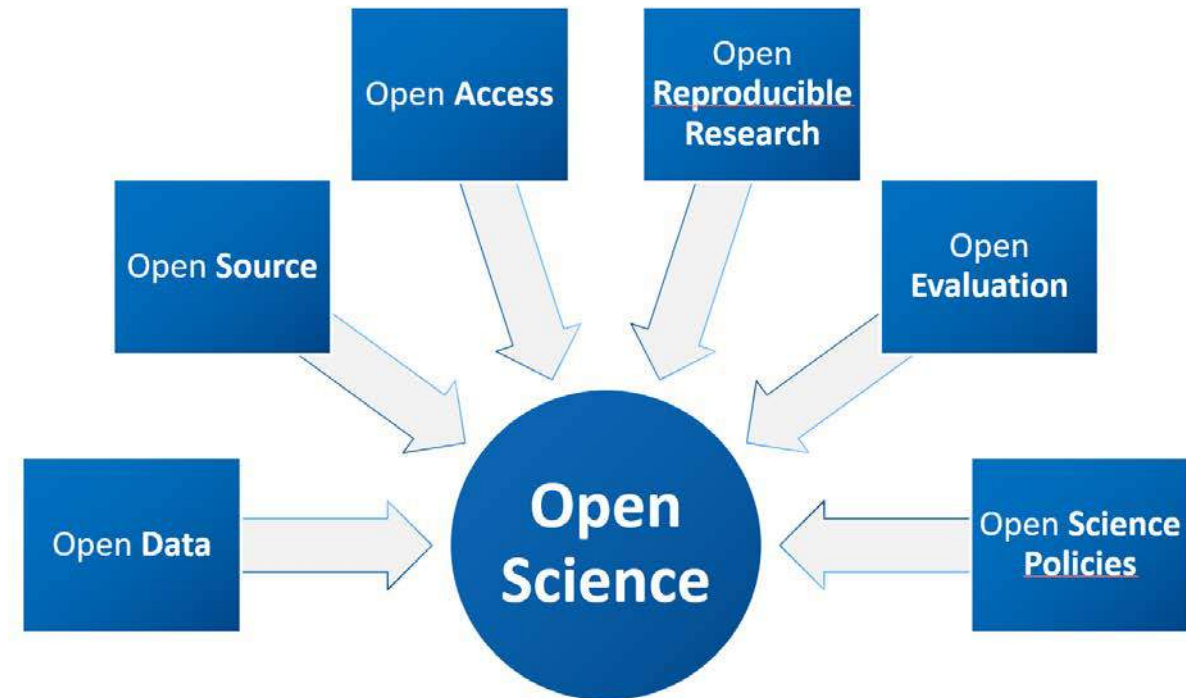 Open Access
Open
Reproducible
Research
Open Source
Open
Evaluation
Open Data
Open
Science
Open Science
Policies